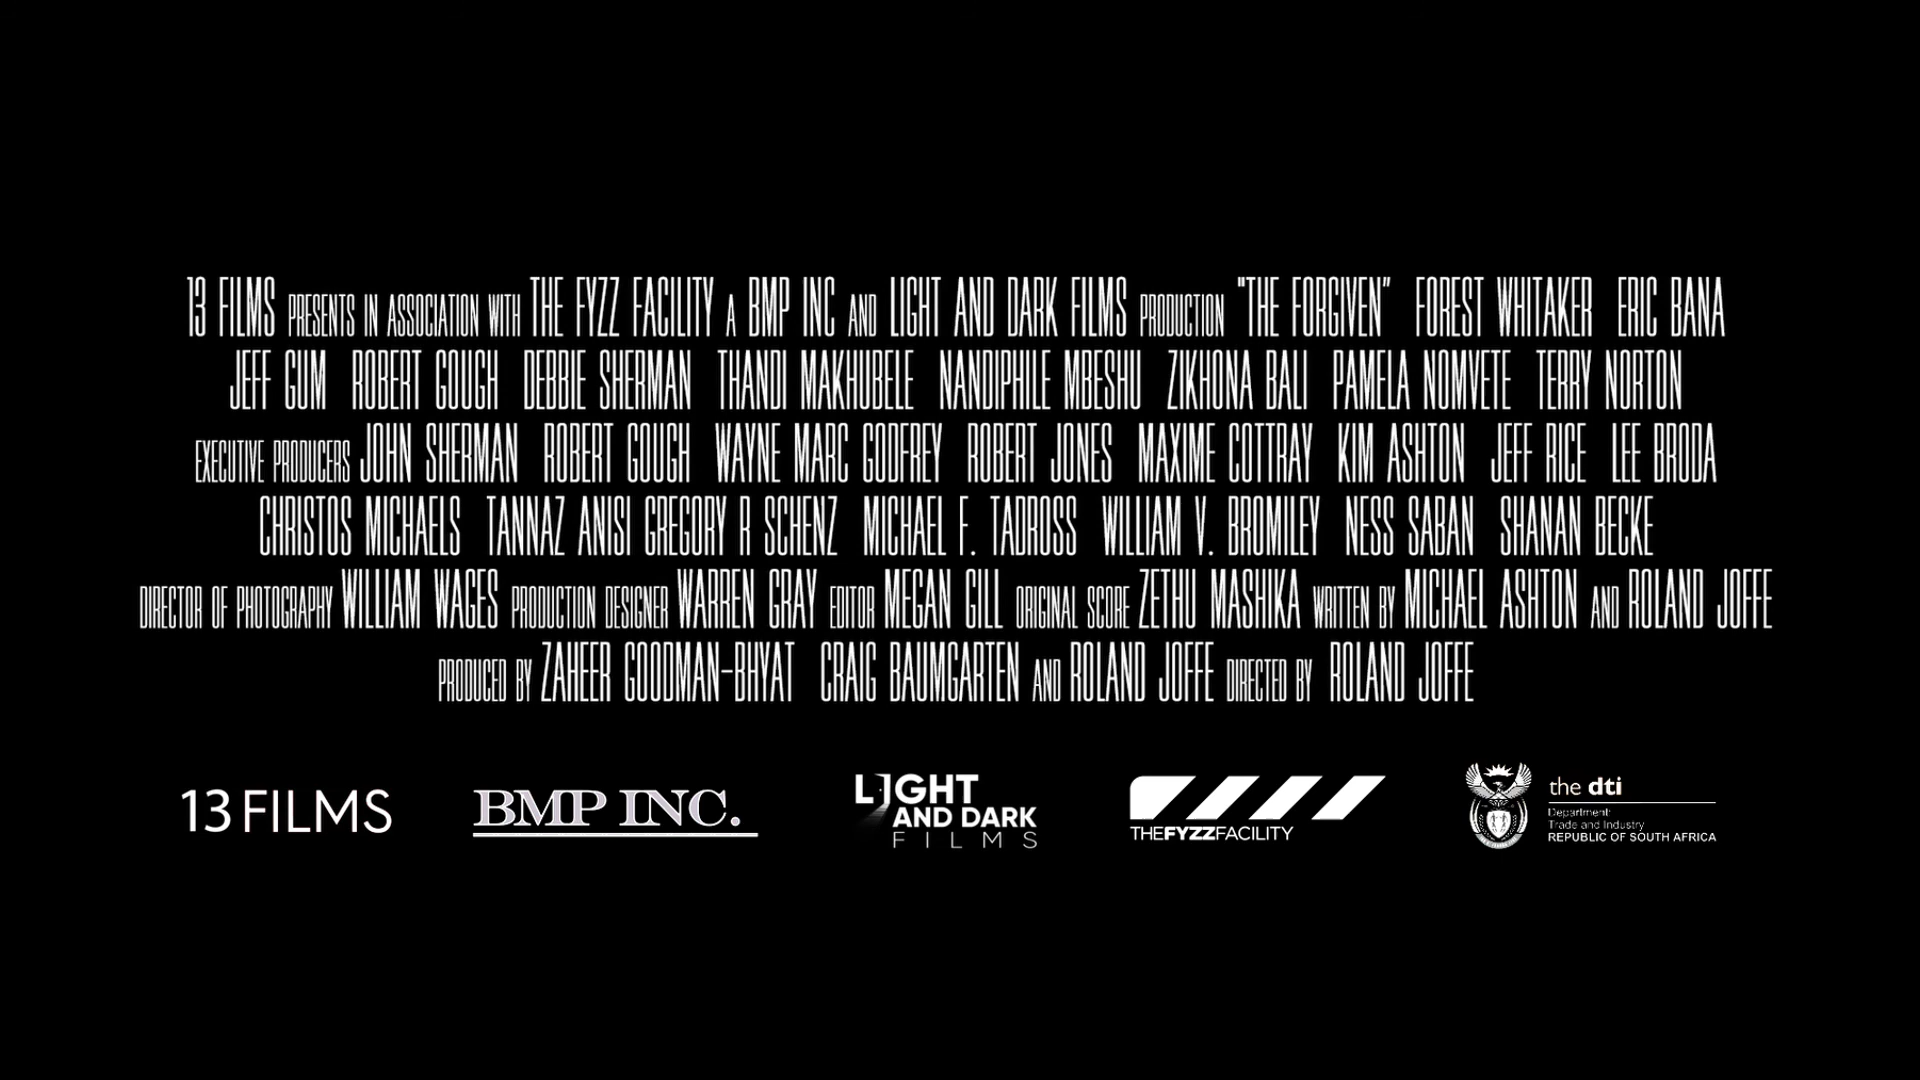 13 FILMS PRESENTS IN ASSOCIATION WITH THE FYZZ FACILITY A BMP INC AND LIGHT AND DARK FILMS PRODUCTION "THE FORGIVEN" FOREST WHITAKER ERIC BANA
JEFF GUM ROBERT GOUGH DEBBIE SHERMAN THANDI MAKHUBELE NANDIPHILE MBESHU ZIKHONA BALI PAMELA NOMVETE TERRY NORTON
EXECUTIVE PRODUCERS JOHN SHERMAN ROBERT GOUGH WAYNE MARC GODFREY ROBERT JONES MAXIME COTTRAY KIM ASHTON JEFF RICE LEE BRODA
CHRISTOS MICHAELS TANNAZ ANISI GREGORY R SCHENZ MICHAEL F. TADROSS WILLIAM V. BROMILEY NESS SABAN SHANAN BECKE
DIRECTOR OF PHOTOGRAPHY WILLIAM WAGES PRODUCTION DESIGNER WARREN GRAY EDITOR MEGAN GILL ORIGINAL SCORE ZETHU MASHIKA WRITTEN BY MICHAEL ASHTON AND ROLAND JOFFE
PRODUCED BY ZAHEER GOODMAN-BHYAT CRAIG BAUMGARTEN AND ROLAND JOFFE DIRECTED BY ROLAND JOFFE
13 FILMS
BMP INC.
LIGHT
AND DARK
FILMS
THEFYZZFACILITY
the dti
Department:
Trade and Industry
REPUBLIC OF SOUTH AFRICA